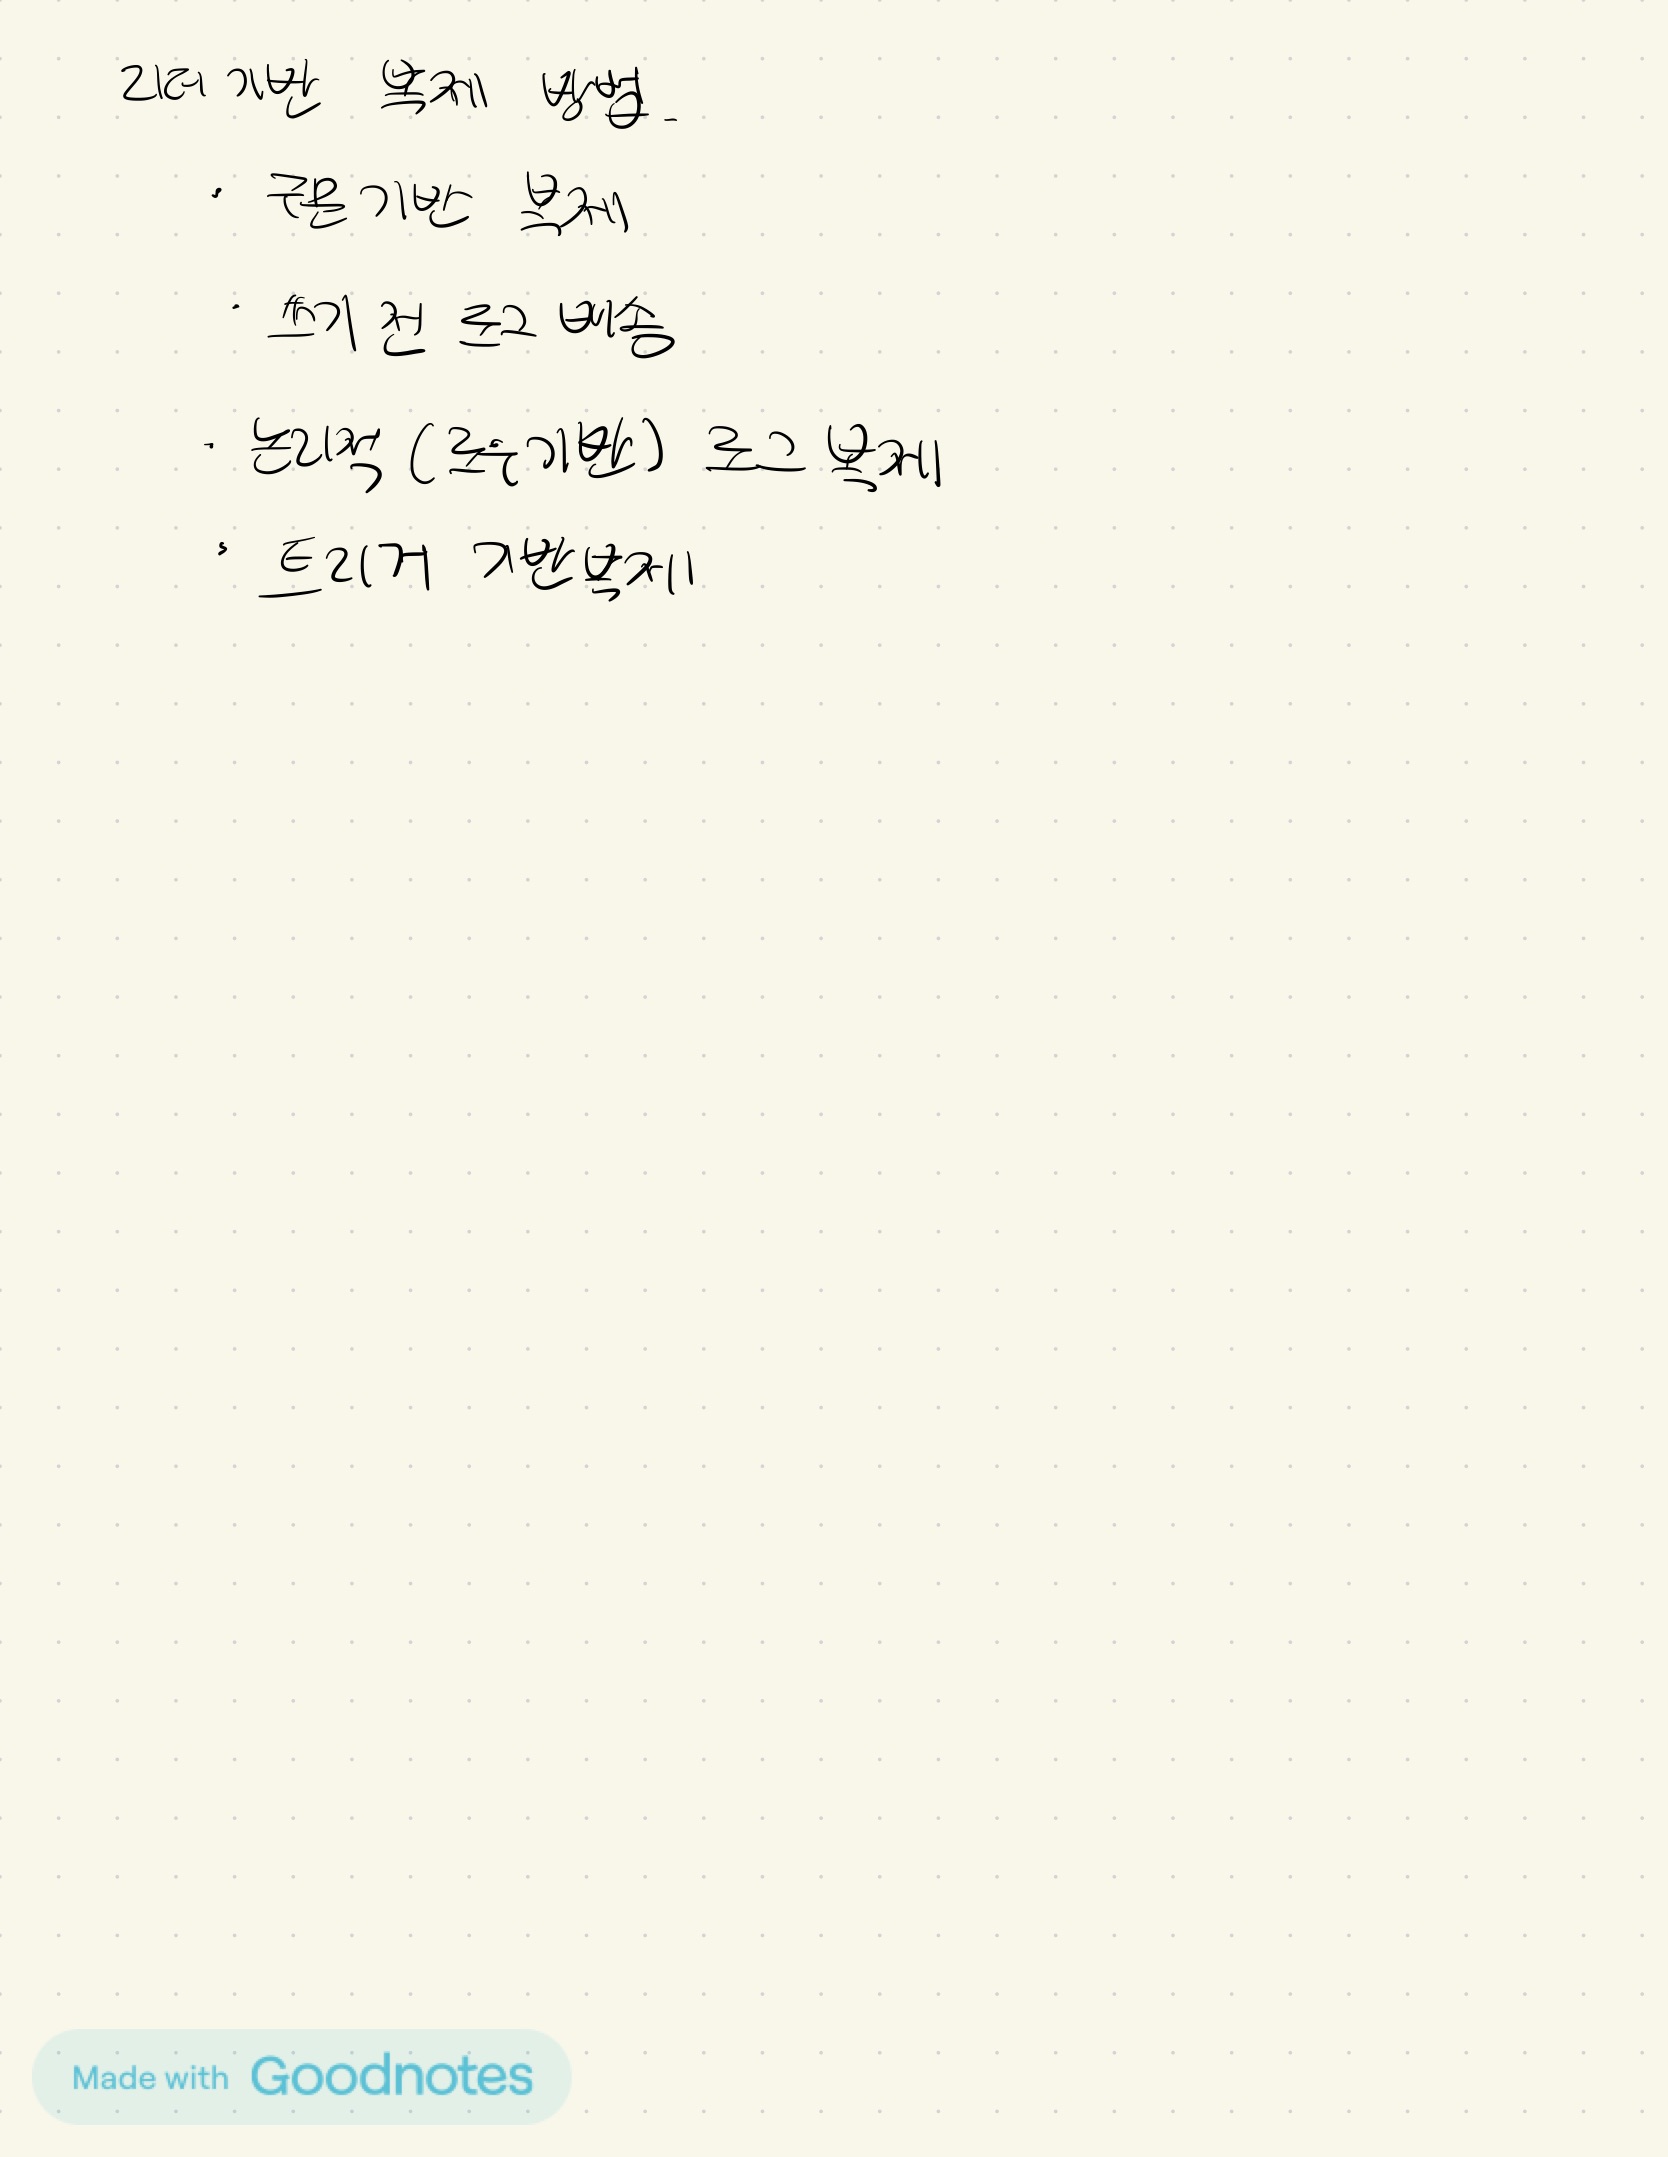 리더 기반 복제 방법.
· 구문 기반 복제
· 쓰기 전 로그 배송
· 논리적 (로우 기반) 로그 복제
· 트리거 기반 복제
Made with Goodnotes